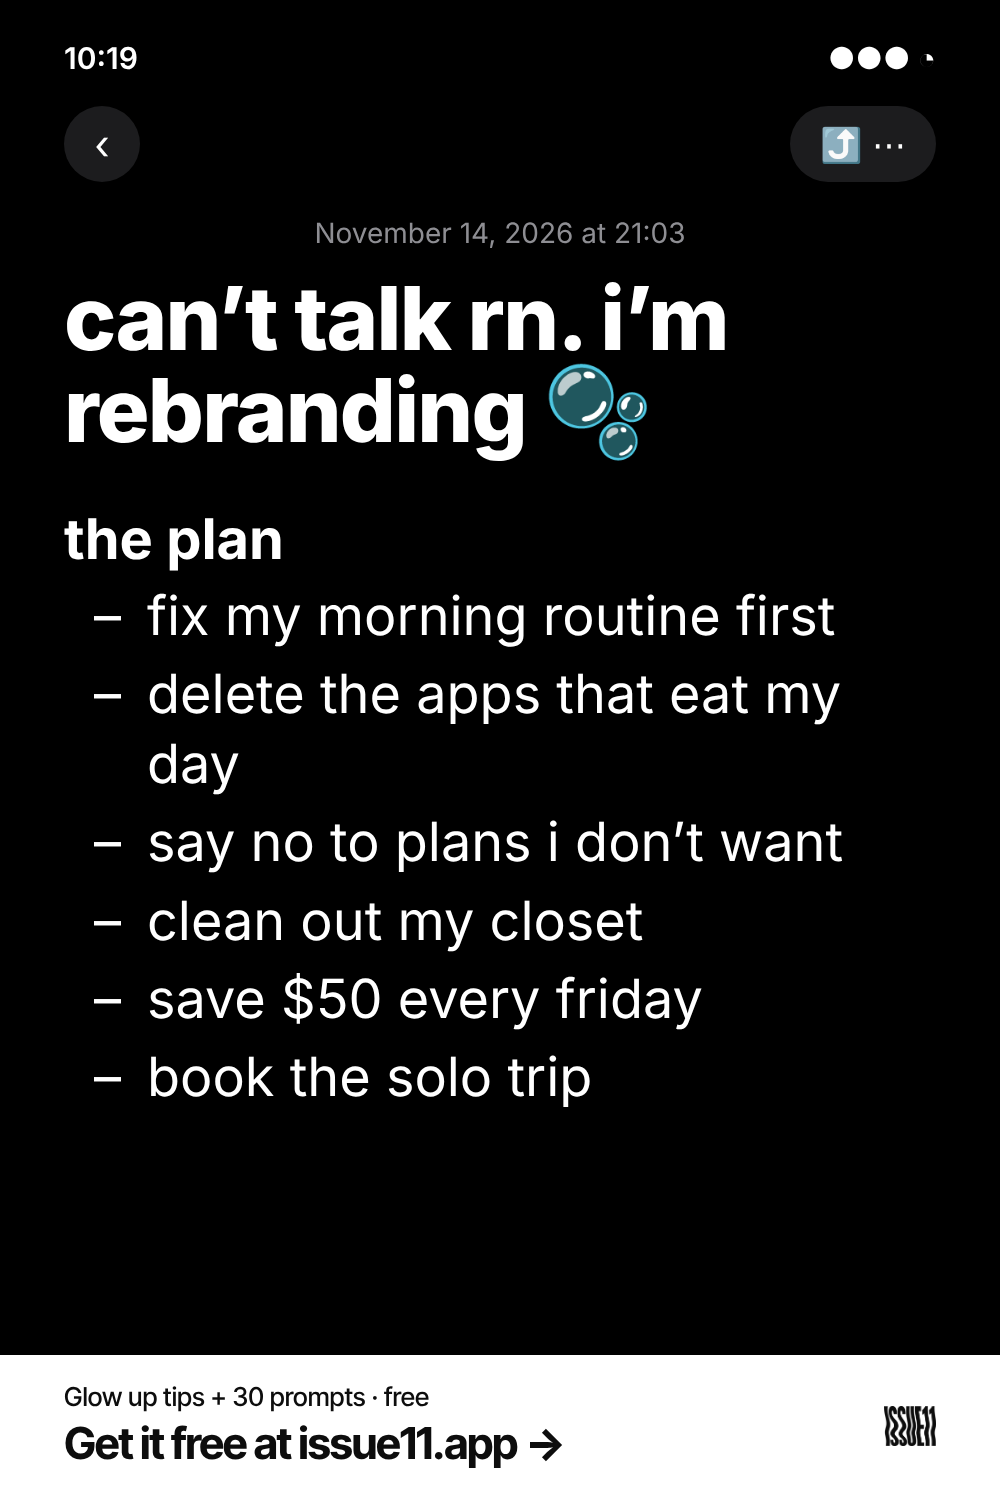 10:19
November 14, 2026 at 21:03
can’t talk rn. i’m
rebranding 🫧
the plan
– fix my morning routine first
– delete the apps that eat my
day
– say no to plans i don’t want
– clean out my closet
– save $50 every friday
– book the solo trip
Glow up tips + 30 prompts · free
Get it free at issue11.app →
ISSUE11